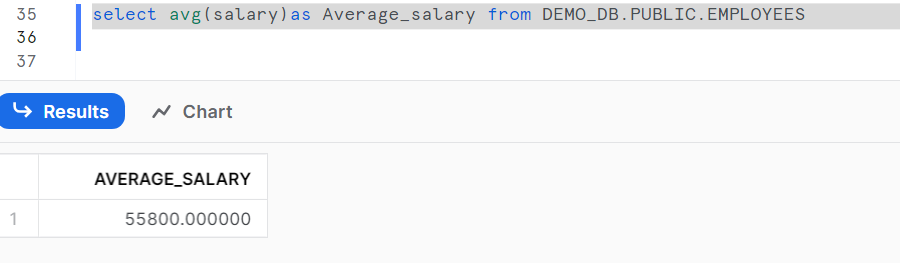 35 select avg(salary)as Average_salary from DEMO_DB.PUBLIC.EMPLOYEES
36
37
Results Chart
AVERAGE_SALARY
1 55800.000000